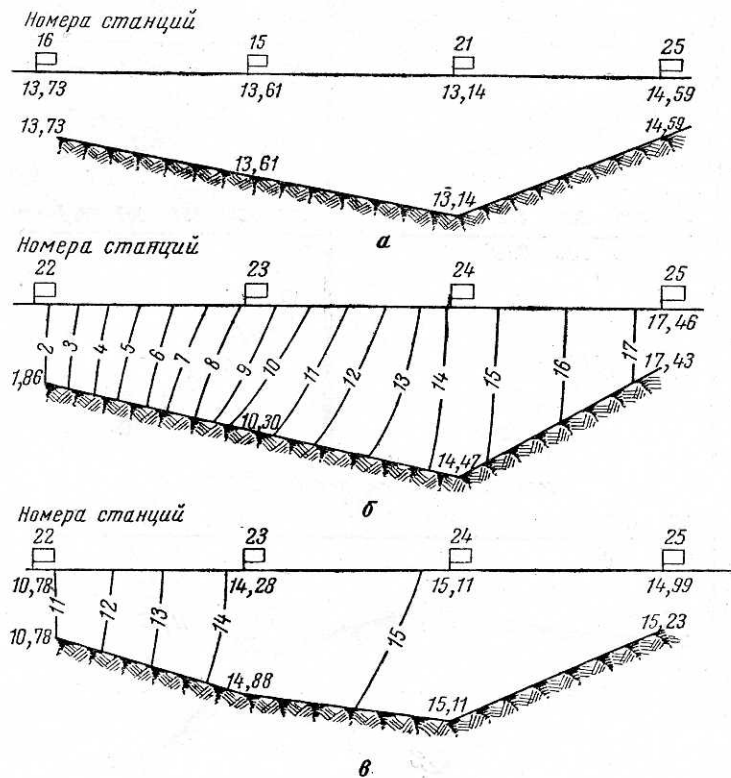 Номера станций
16 15 21 25
13,73 13,61 13,14 14,59
13,73 14,59
13,61
13,14
а
Номера станций
22 23 24 25
17,46
2 3 4 5 6 7 8 9 10 11 12 13 14 15 16 17
17,43
1,86
10,30
14,47
б
Номера станций
22 23 24 25
10,78 14,28 15,11 14,99
11 12 13 14 15
15,23
10,78
14,88
15,11
в